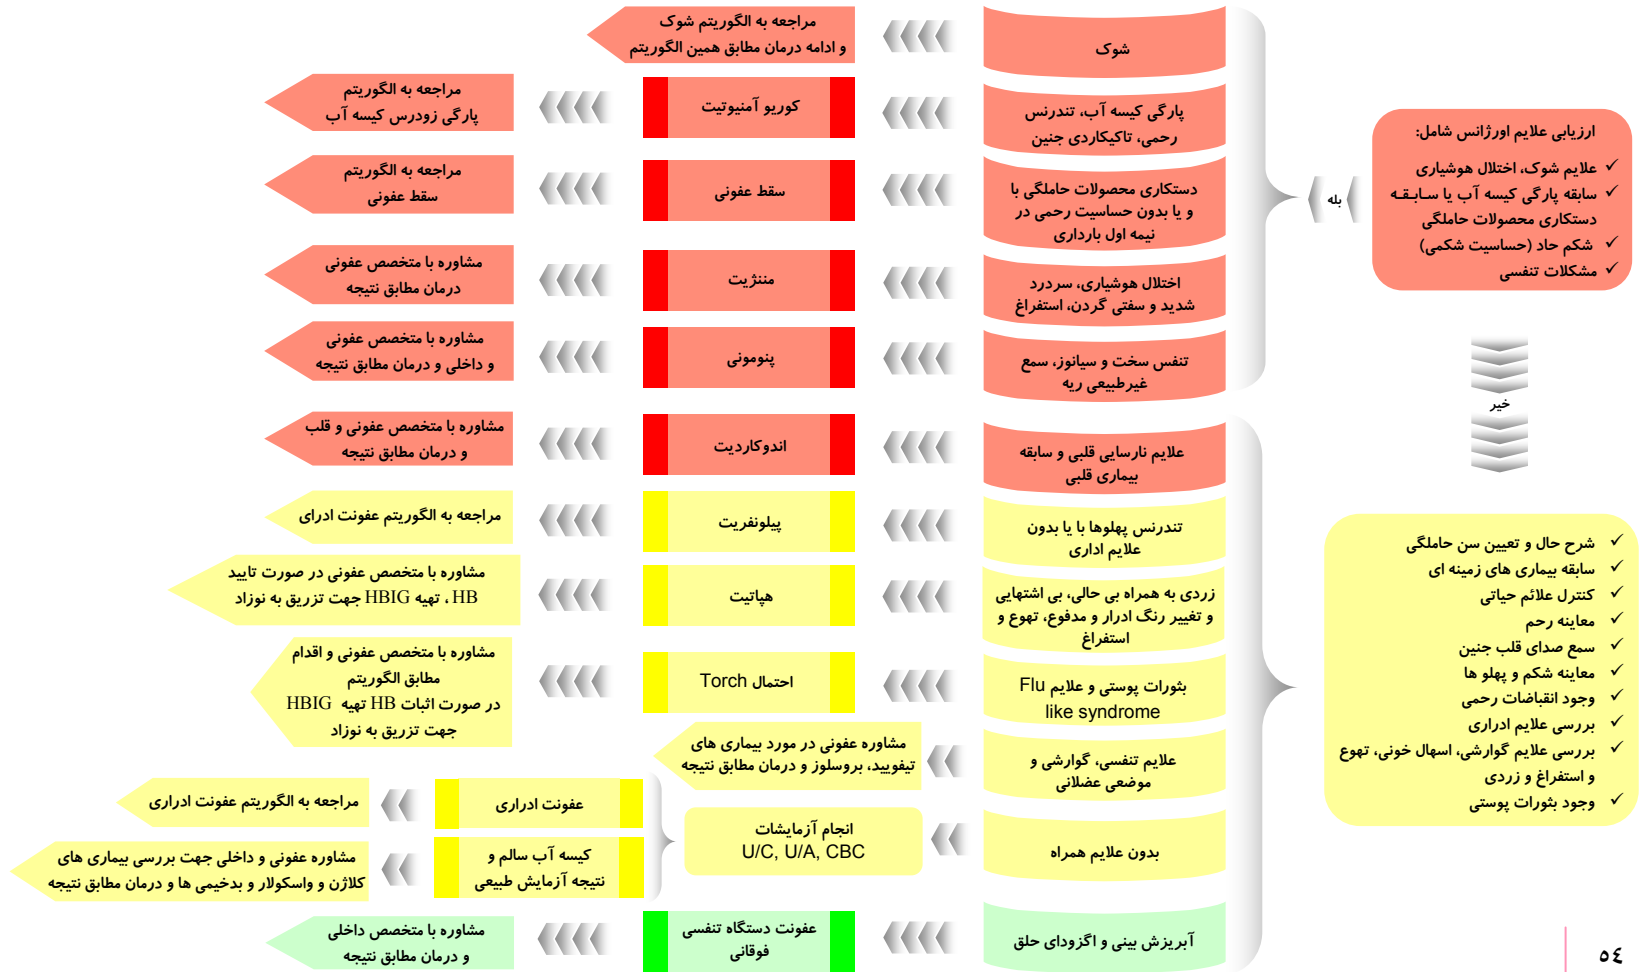 ارزیابی علایم اورژانس شامل:
✓ علایم شوک، اختلال هوشیاری
✓ سابقه پارگی کیسه آب یا سابقه
دستکاری محصولات حاملگی
✓ شکم حاد (حساسیت شکمی)
✓ مشکلات تنفسی
بله
شوک
مراجعه به الگوریتم شوک
و ادامه درمان مطابق همین الگوریتم
پارگی کیسه آب، تندرنس
رحمی، تاکیکاردی جنین
کوریو آمنیوتیت
مراجعه به الگوریتم
پارگی زودرس کیسه آب
دستکاری محصولات حاملگی با
و یا بدون حساسیت رحمی در
نیمه اول بارداری
سقط عفونی
مراجعه به الگوریتم
سقط عفونی
اختلال هوشیاری، سردرد
شدید و سفتی گردن، استفراغ
مننژیت
مشاوره با متخصص عفونی
درمان مطابق نتیجه
تنفس سخت و سیانوز، سمع
غیرطبیعی ریه
پنومونی
مشاوره با متخصص عفونی
و داخلی و درمان مطابق نتیجه
خیر
✓ شرح حال و تعیین سن حاملگی
✓ سابقه بیماری های زمینه ای
✓ کنترل علائم حیاتی
✓ معاینه رحم
✓ سمع صدای قلب جنین
✓ معاینه شکم و پهلو ها
✓ وجود انقباضات رحمی
✓ بررسی علایم ادراری
✓ بررسی علایم گوارشی، اسهال خونی، تهوع
و استفراغ و زردی
✓ وجود بثورات پوستی
علایم نارسایی قلبی و سابقه
بیماری قلبی
اندوکاردیت
مشاوره با متخصص عفونی و قلب
و درمان مطابق نتیجه
تندرنس پهلوها با یا بدون
علایم اداری
پیلونفریت
مراجعه به الگوریتم عفونت ادرای
زردی به همراه بی حالی، بی اشتهایی
و تغییر رنگ ادرار و مدفوع، تهوع و
استفراغ
هپاتیت
مشاوره با متخصص عفونی در صورت تایید
HB ، تهیه HBIG جهت تزریق به نوزاد
بثورات پوستی و علایم Flu
like syndrome
احتمال Torch
مشاوره با متخصص عفونی و اقدام
مطابق الگوریتم
در صورت اثبات HB تهیه HBIG
جهت تزریق به نوزاد
علایم تنفسی، گوارشی و
موضعی عضلانی
مشاوره عفونی در مورد بیماری های
تیفویید، بروسلوز و درمان مطابق نتیجه
بدون علایم همراه
انجام آزمایشات
U/C, U/A, CBC
عفونت ادراری
مراجعه به الگوریتم عفونت ادراری
کیسه آب سالم و
نتیجه آزمایش طبیعی
مشاوره عفونی و داخلی جهت بررسی بیماری های
کلاژن و واسکولار و بدخیمی ها و درمان مطابق نتیجه
آبریزش بینی و اگزودای حلق
عفونت دستگاه تنفسی
فوقانی
مشاوره با متخصص داخلی
و درمان مطابق نتیجه
٥٤